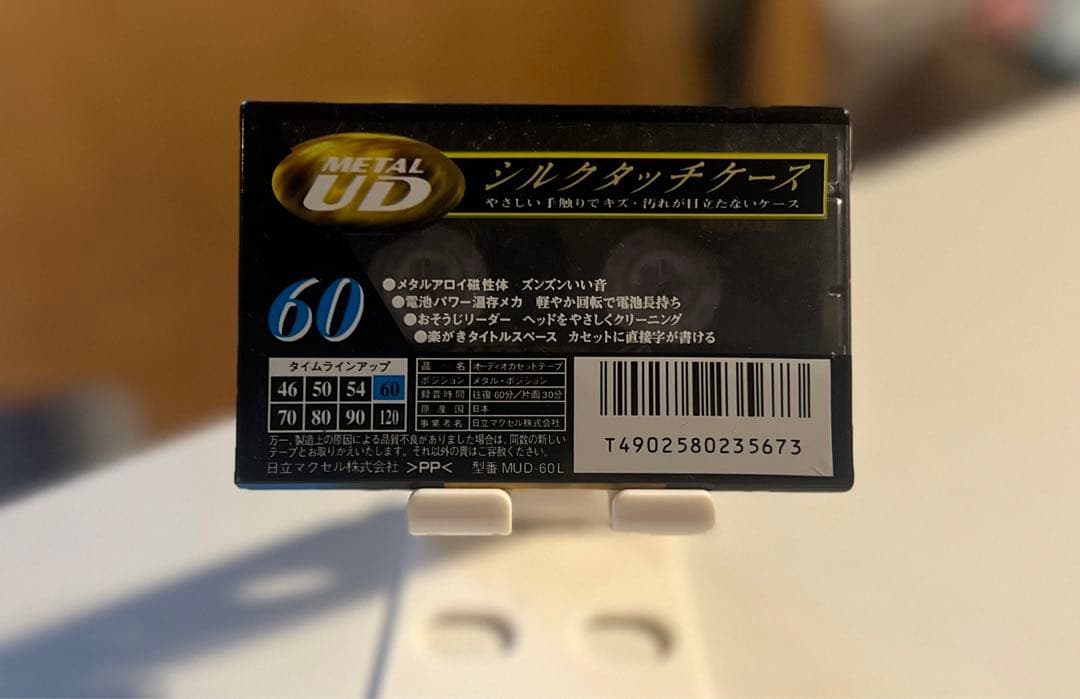 METAL
UD
シルクタッチケース
やさしい手触りでキズ・汚れが目立たないケース
60
●メタルアロイ磁性体 ズンズンいい音
●電池パワー温存メカ 軽やか回転で電池長持ち
●おそうじリーダー ヘッドをやさしくクリーニング
●楽がきタイトルスペース カセットに直接字が書ける
タイムラインアップ
46 50 54 60
70 80 90 120
品名 オーディオカセットテープ
ポジション メタル・ポジション
録音時間 往復60分/片面30分
原産国 日本
事業者名 日立マクセル株式会社
T4902580235673
万一、製造上の原因による品質不良がありました場合は、同数の新しい
テープとお取りかえいたします。それ以外の責はご容赦ください。
日立マクセル株式会社 >PP< 型番 MUD-60L